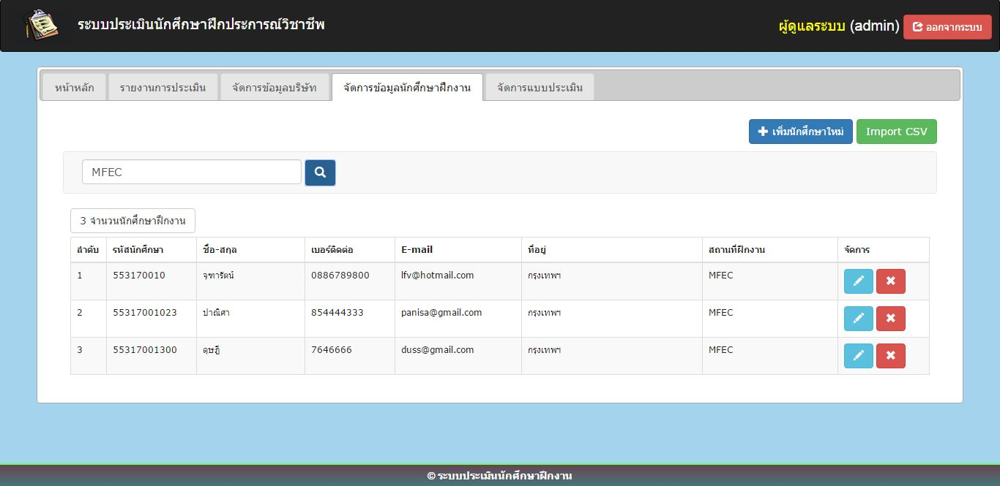 ระบบประเมินนักศึกษาฝึกประการณ์วิชาชีพ ผู้ดูแลระบบ (admin) ออกจากระบบ
หน้าหลัก รายงานการประเมิน จัดการข้อมูลบริษัท จัดการข้อมูลนักศึกษาฝึกงาน จัดการแบบประเมิน
เพิ่มนักศึกษาใหม่ Import CSV
MFEC
3 จำนวนนักศึกษาฝึกงาน
ลำดับ รหัสนักศึกษา ชื่อ-สกุล เบอร์ติดต่อ E-mail ที่อยู่ สถานที่ฝึกงาน จัดการ
1 553170010 จุฑารัตน์ 0886789800 lfv@hotmail.com กรุงเทพฯ MFEC
2 55317001023 ปาณิศา 854444333 panisa@gmail.com กรุงเทพฯ MFEC
3 55317001300 ดุษฎี 7646666 duss@gmail.com กรุงเทพฯ MFEC
© ระบบประเมินนักศึกษาฝึกงาน